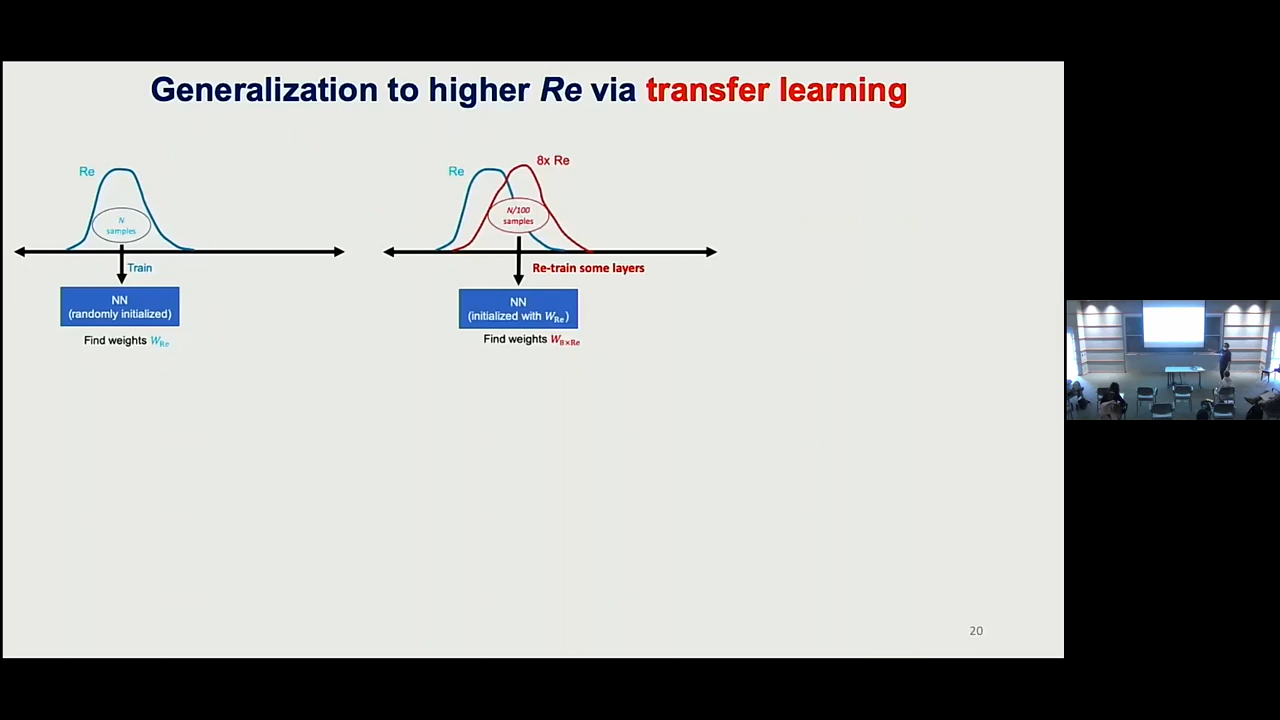 Generalization to higher Re via transfer learning
Re
N
samples
Train
NN
(randomly initialized)
Find weights W_Re
Re
8x Re
N/100
samples
Re-train some layers
NN
(initialized with W_Re)
Find weights W_8×Re
20